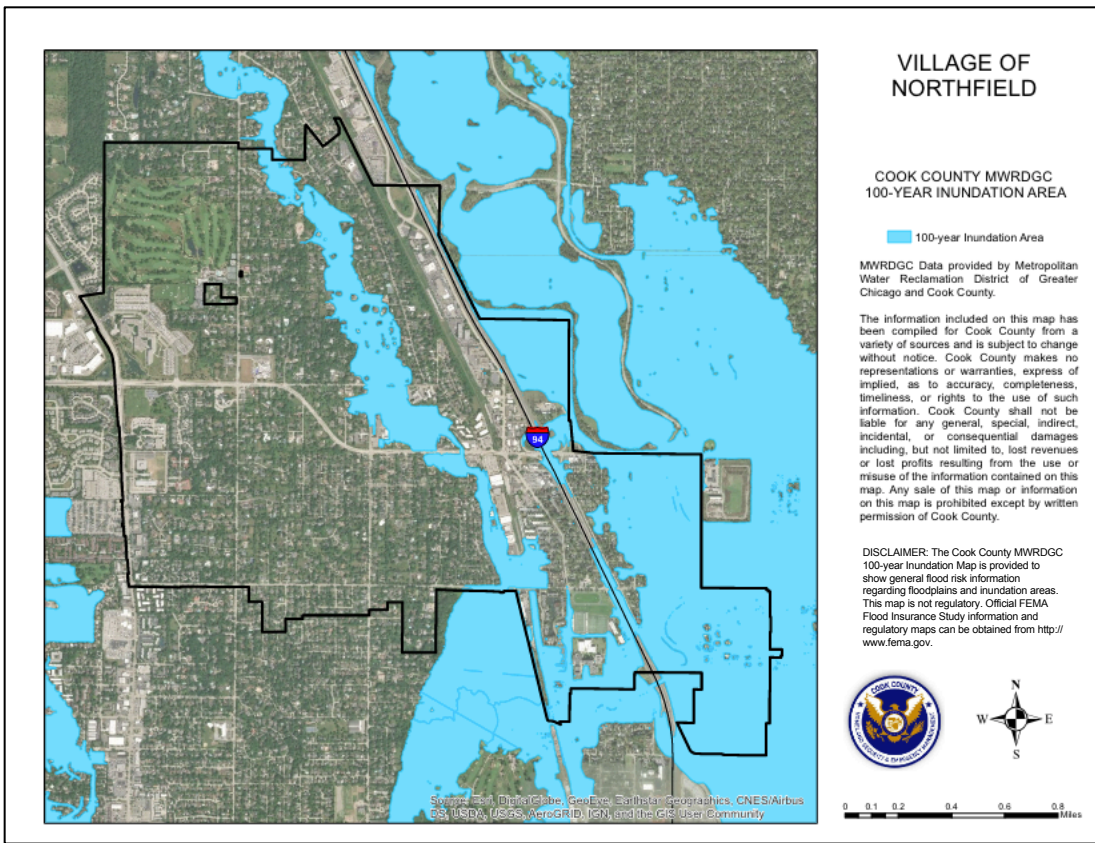 VILLAGE OF
NORTHFIELD
COOK COUNTY MWRDGC
100-YEAR INUNDATION AREA
100-year Inundation Area
MWRDGC Data provided by Metropolitan
Water Reclamation District of Greater
Chicago and Cook County.
The information included on this map has
been compiled for Cook County from a
variety of sources and is subject to change
without notice. Cook County makes no
representations or warranties, express of
implied, as to accuracy, completeness,
timeliness, or rights to the use of such
information. Cook County shall not be
liable for any general, special, indirect,
incidental, or consequential damages
including, but not limited to, lost revenues
or lost profits resulting from the use or
misuse of the information contained on this
map. Any sale of this map or information
on this map is prohibited except by written
permission of Cook County.
DISCLAIMER: The Cook County MWRDGC
100-year Inundation Map is provided to
show general flood risk information
regarding floodplains and inundation areas.
This map is not regulatory. Official FEMA
Flood Insurance Study information and
regulatory maps can be obtained from http://
www.fema.gov.
94
COOK COUNTY
HOMELAND SECURITY & EMERGENCY MANAGEMENT
N
W E
S
0 0.1 0.2 0.4 0.6 0.8
Miles
Source: Esri, DigitalGlobe, GeoEye, Earthstar Geographics, CNES/Airbus
DS, USDA, USGS, AeroGRID, IGN, and the GIS User Community